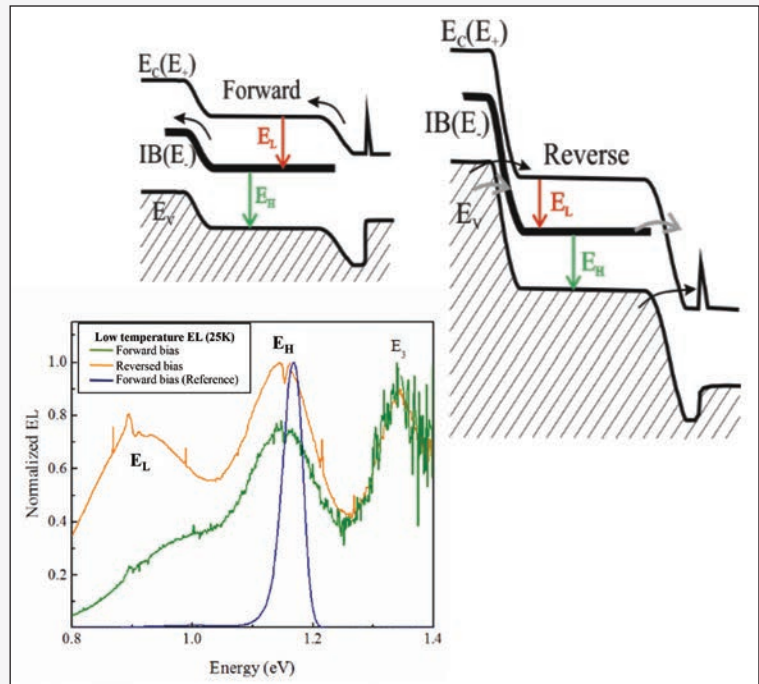 E_C(E_+)
Forward
IB(E_-)
E_L
E_H
E_V
E_C(E_+)
IB(E_-)
Reverse
E_V
E_L
E_H
Low temperature EL (25K)
Forward bias
Reversed bias
Forward bias (Reference)
E_H
E_3
E_L
Normalized EL
1.0
0.8
0.6
0.4
0.2
0.8
1.0
1.2
1.4
Energy (eV)